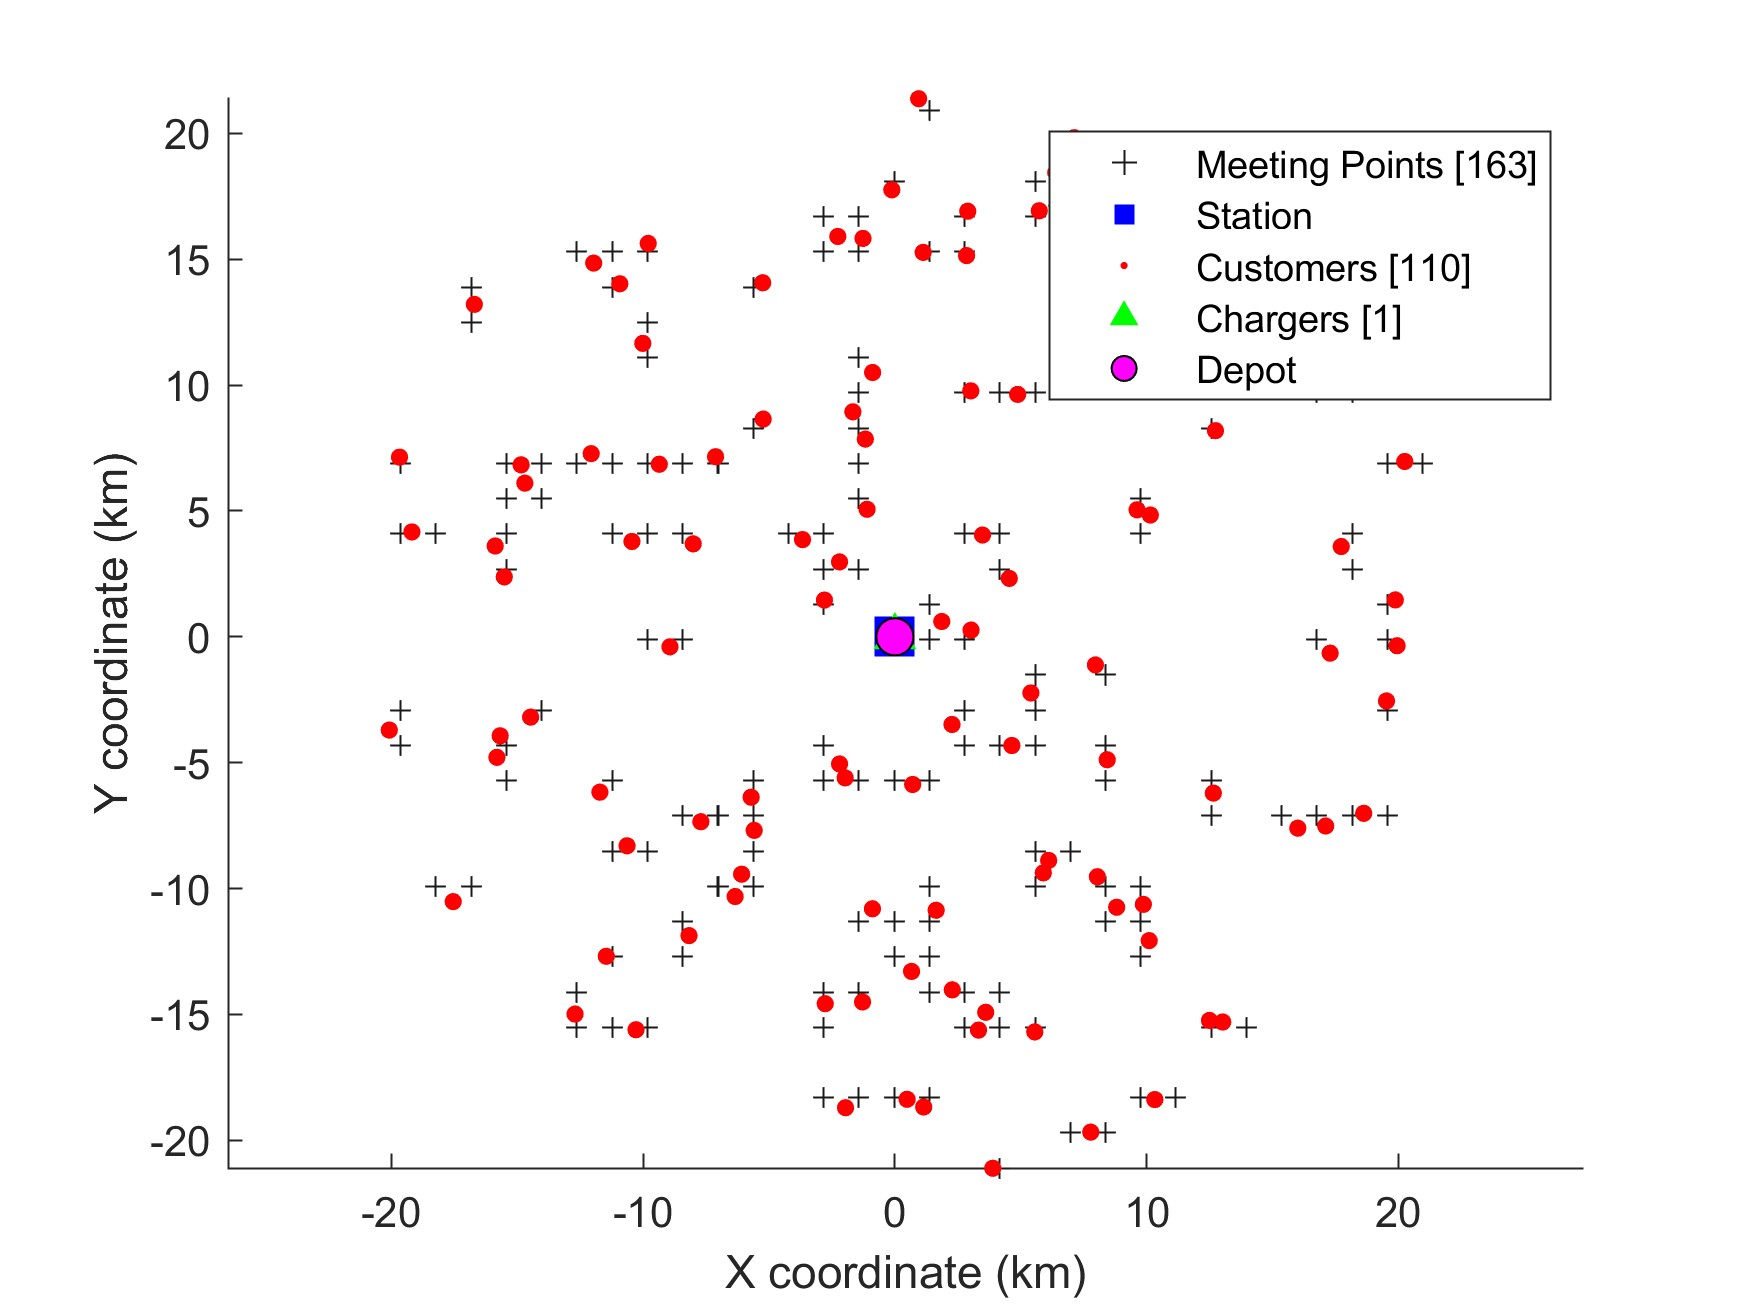 20
15
10
5
0
-5
-10
-15
-20
Y coordinate (km)
Meeting Points [163]
Station
Customers [110]
Chargers [1]
Depot
-20 -10 0 10 20
X coordinate (km)